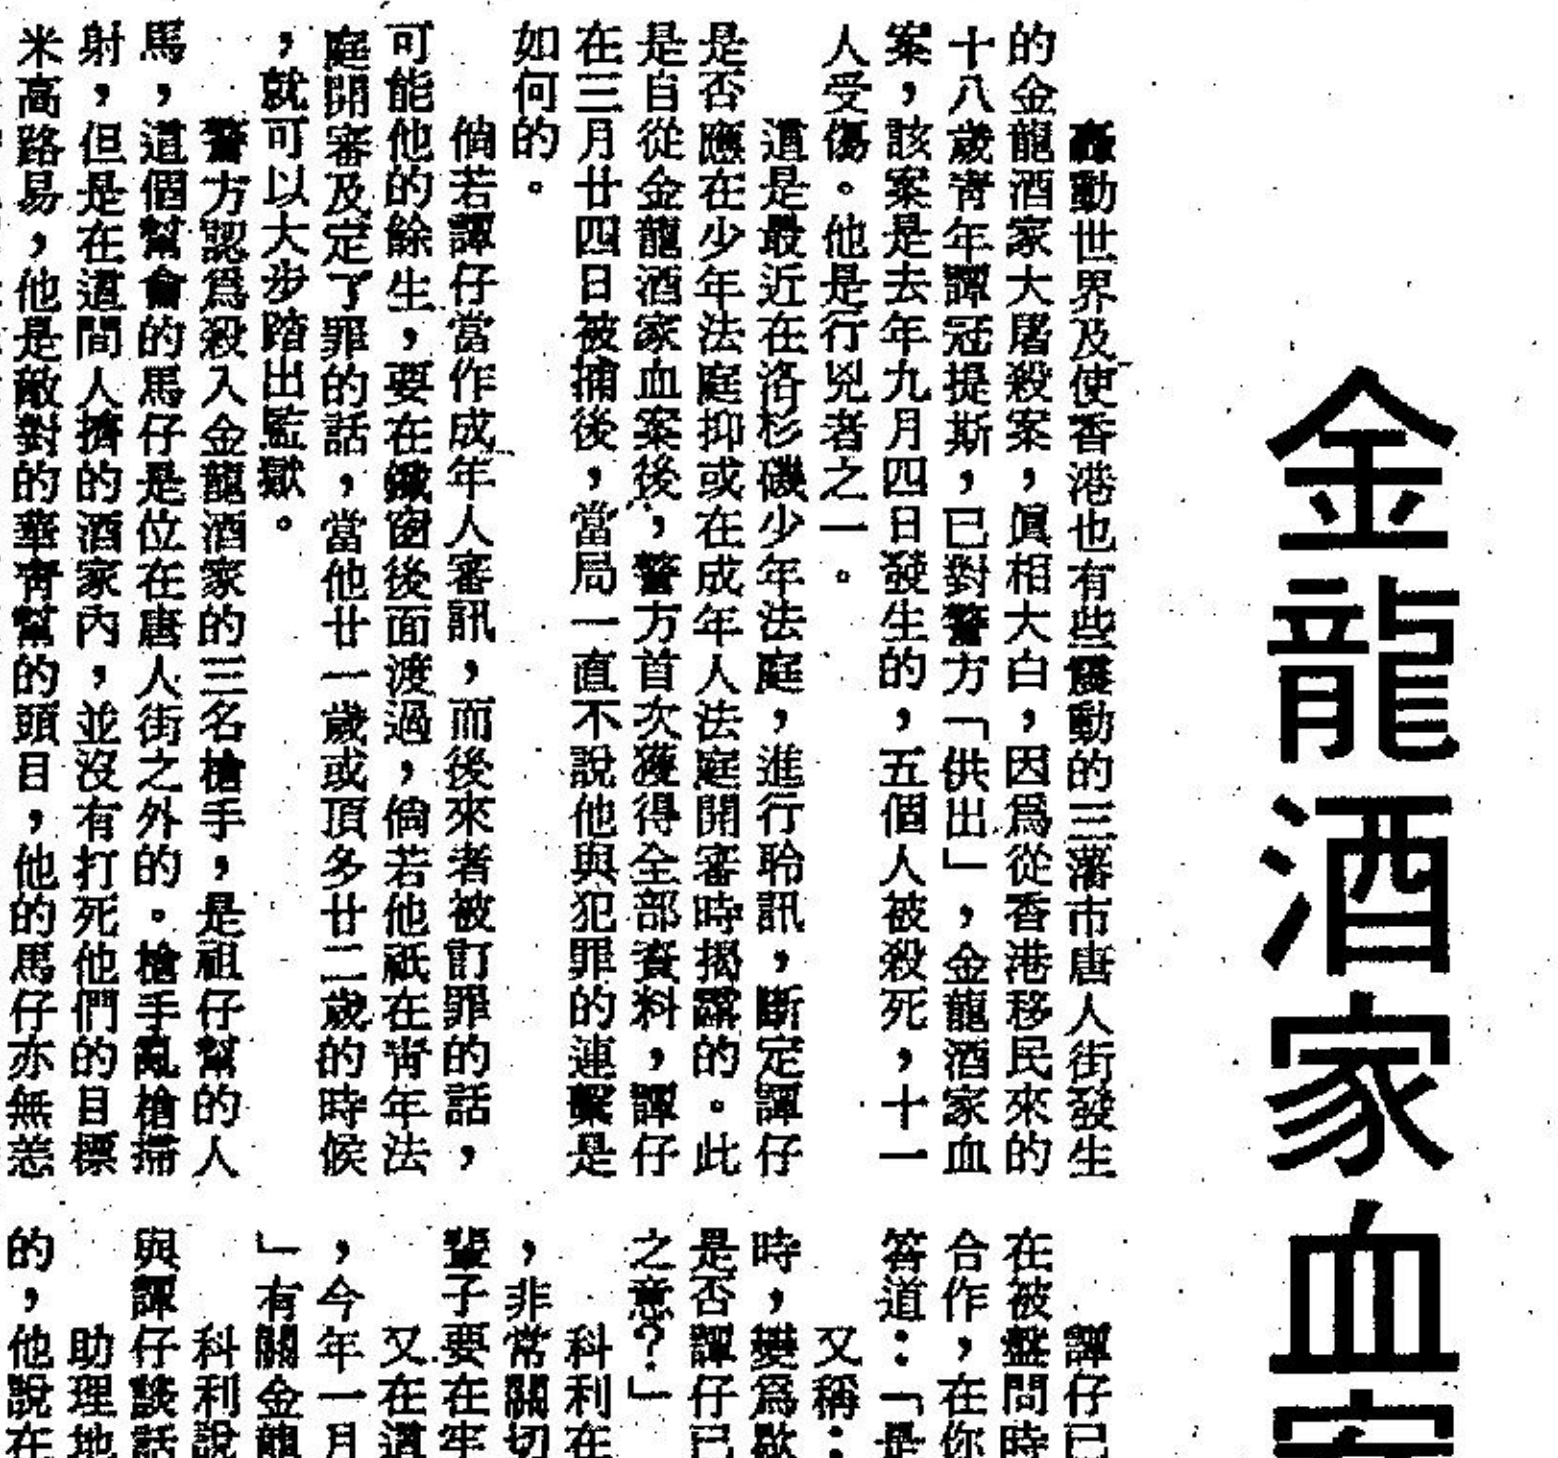 金龍酒家血案
轟動世界及使香港也有些震動的三藩市唐人街發生
的金龍酒家大屠殺案，眞相大白，因爲從香港移民來的
十八歲青年譚冠提斯，已對警方「供出」，金龍酒家血
案，該案是去年九月四日發生的，五個人被殺死，十一
人受傷。他是行兇者之一。
這是最近在洛杉磯少年法庭，進行聆訊，斷定譚仔
是否應在少年法庭抑或在成年人法庭開審時揭露的。此
是自從金龍酒家血案後，警方首次獲得全部資料，譚仔
在三月廿四日被捕後，當局一直不說他與犯罪的連繫是
如何的。
倘若譚仔當作成年人審訊，而後來者被訂罪的話，
可能他的餘生，要在鐵窗後面渡過，倘若他祇在青年法
庭開審及定了罪的話，當他廿一歲或頂多廿二歲的時候
，就可以大步踏出監獄。
警方認爲殺入金龍酒家的三名槍手，是祖仔幫的人
馬，這個幫會的馬仔是位在唐人街之外的。槍手亂槍掃
射，但是在這間人擠的酒家內，並沒有打死他們的目標
米高路易，他是敵對的華青幫的頭目，他的馬仔亦無恙
譚仔已
在被盤問時
合作，在你
答道：「是
又稱：
時，變爲歇
是否譚仔已
之意？」
科利在
，非常關切
輩子要在牢
又在這
，今年一月
」有關金龍
科利說
與譚仔談話
助理地
的，他說在